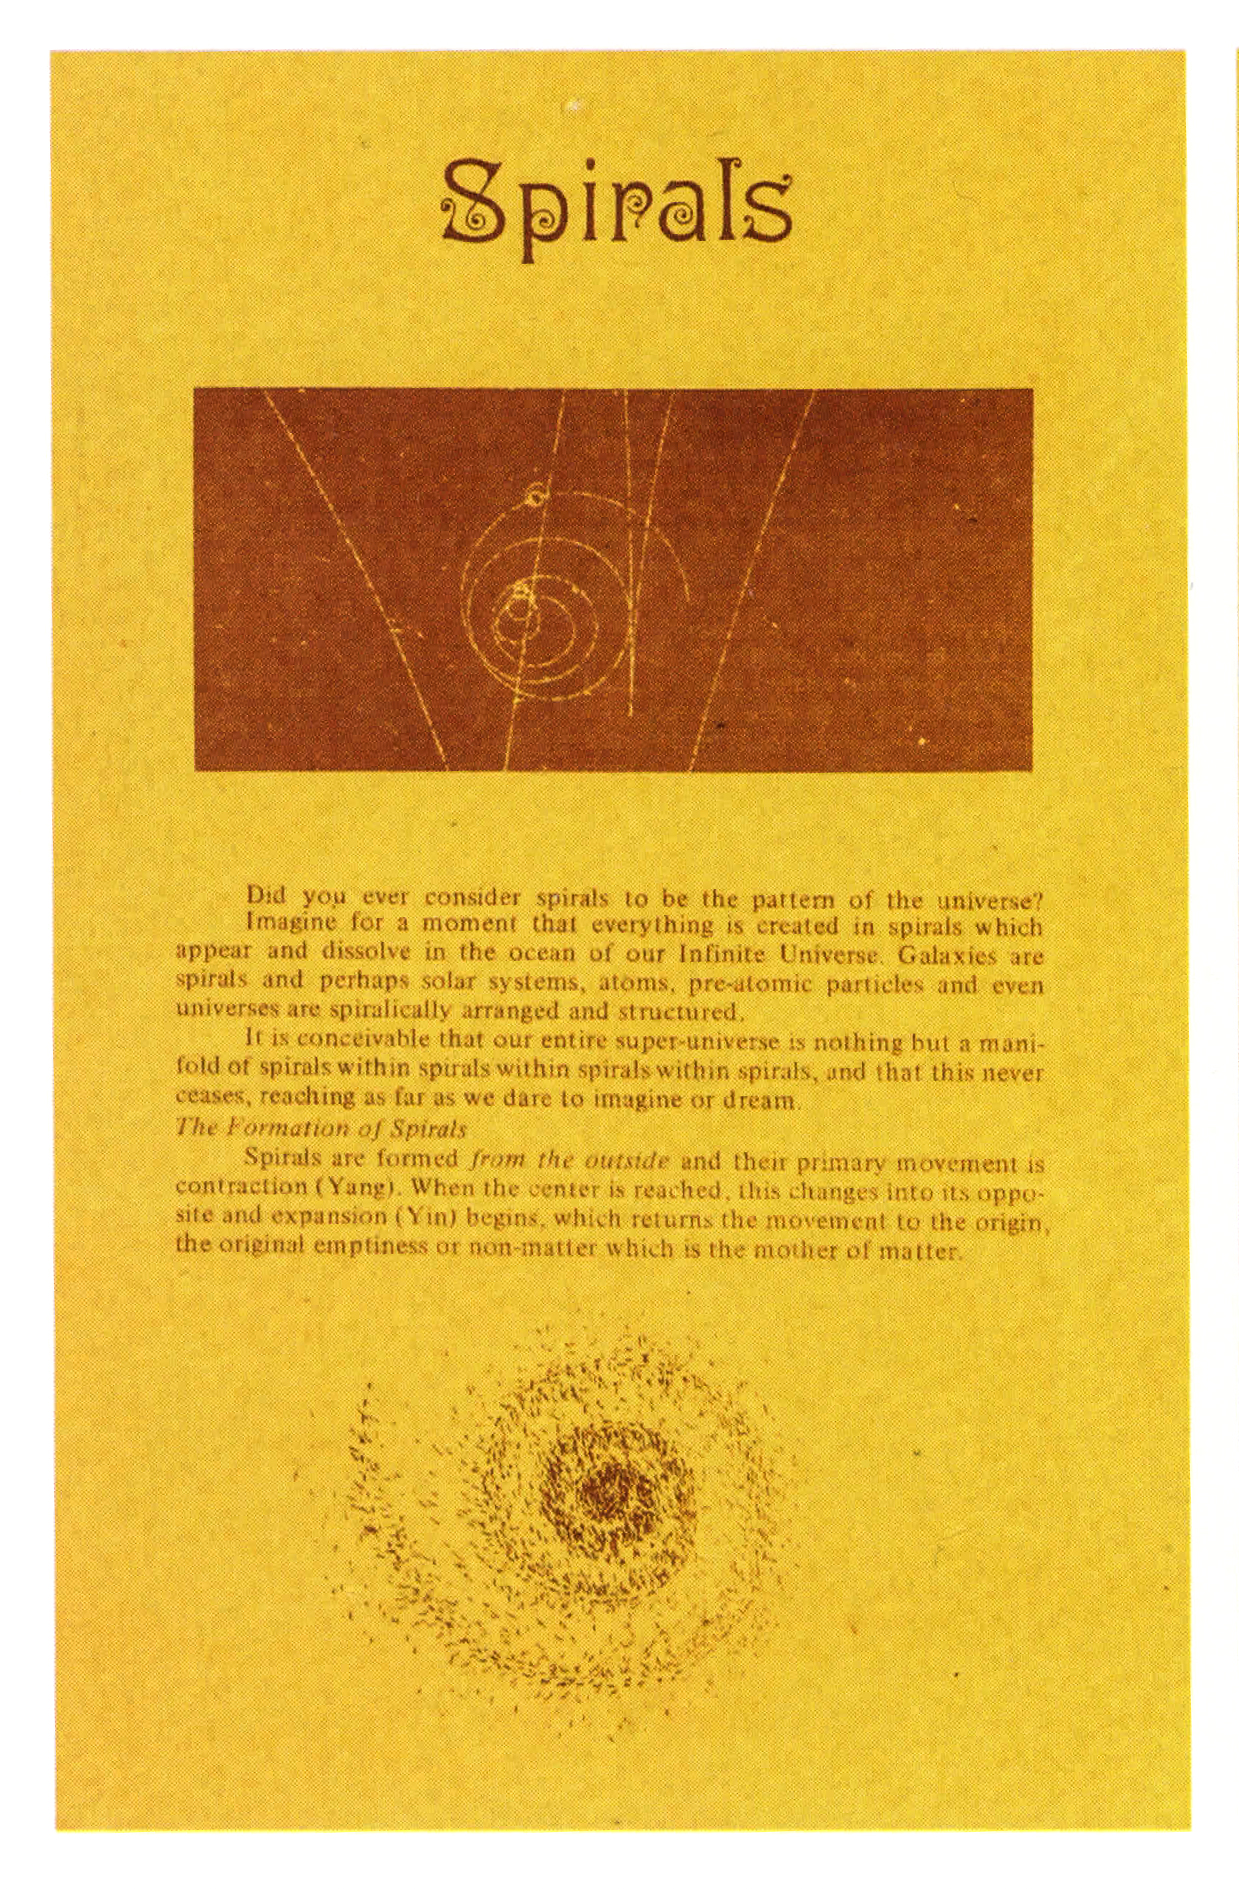 Spirals
Did you ever consider spirals to be the pattern of the universe?
Imagine for a moment that everything is created in spirals which
appear and dissolve in the ocean of our Infinite Universe. Galaxies are
spirals and perhaps solar systems, atoms, pre-atomic particles and even
universes are spiralically arranged and structured.
It is conceivable that our entire super-universe is nothing but a mani-
fold of spirals within spirals within spirals within spirals, and that this never
ceases, reaching as far as we dare to imagine or dream.
The Formation of Spirals
Spirals are formed from the outside and their primary movement is
contraction (Yang). When the center is reached, this changes into its oppo-
site and expansion (Yin) begins, which returns the movement to the origin,
the original emptiness or non-matter which is the mother of matter.